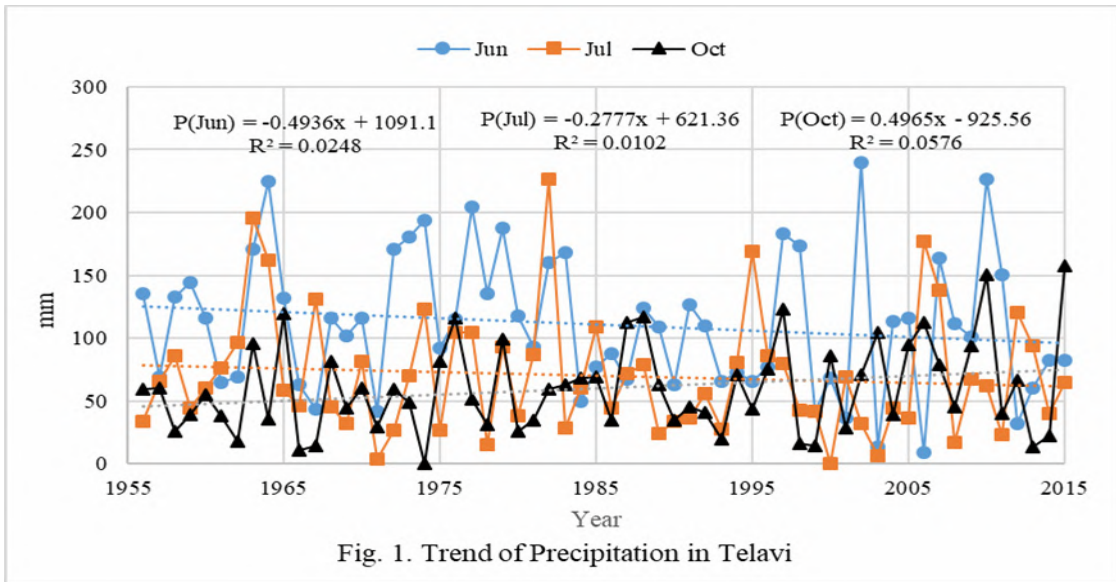 Jun Jul Oct
300
250
200
150
100
50
0
mm
P(Jun) = -0.4936x + 1091.1
R² = 0.0248
P(Jul) = -0.2777x + 621.36
R² = 0.0102
P(Oct) = 0.4965x - 925.56
R² = 0.0576
1955 1965 1975 1985 1995 2005 2015
Year
Fig. 1. Trend of Precipitation in Telavi